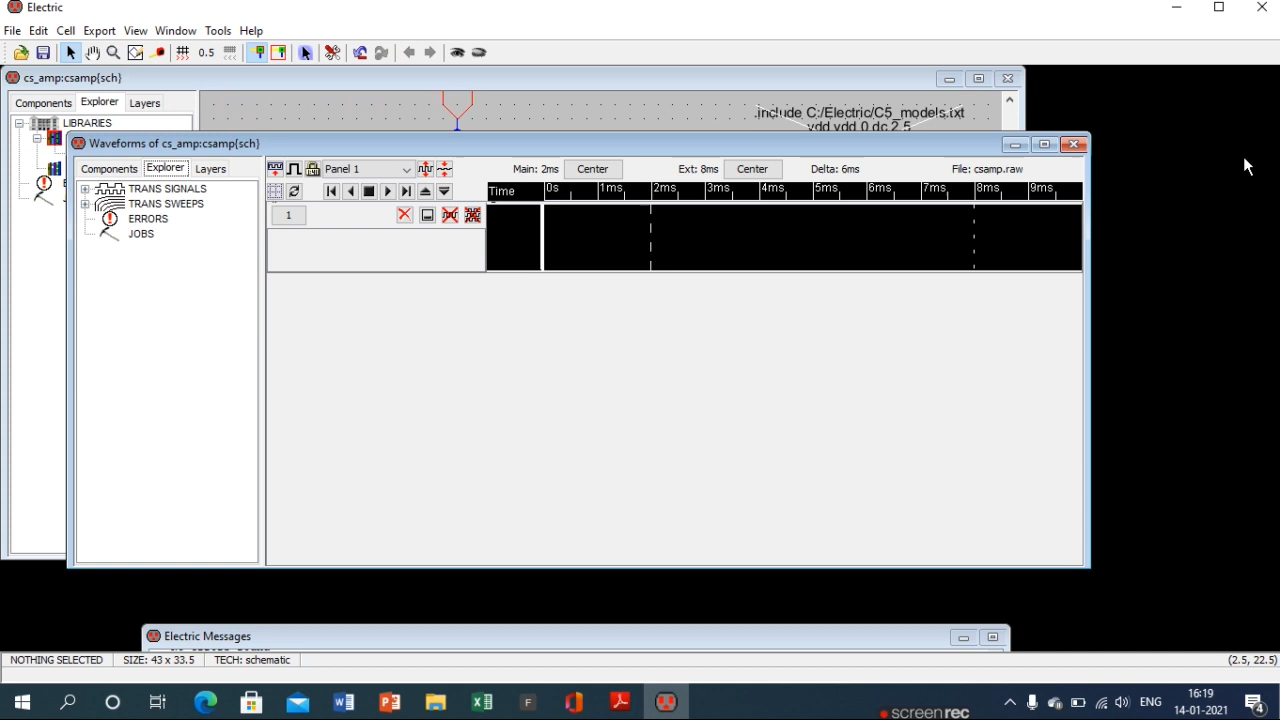 Electric
File Edit Cell Export View Window Tools Help
0.5
cs_amp:csamp{sch}
Components Explorer Layers
LIBRARIES
.include C:/Electric/C5_models.txt
vdd vdd 0 dc 2.5
Waveforms of cs_amp:csamp{sch}
Components Explorer Layers
Panel 1
Main: 2ms Center Ext: 8ms Center Delta: 6ms File: csamp.raw
TRANS SIGNALS
TRANS SWEEPS
ERRORS
JOBS
Time 0s 1ms 2ms 3ms 4ms 5ms 6ms 7ms 8ms 9ms
1
Electric Messages
NOTHING SELECTED SIZE: 43 x 33.5 TECH: schematic (2.5, 22.5)
ENG
16:19
14-01-2021
4
screenrec